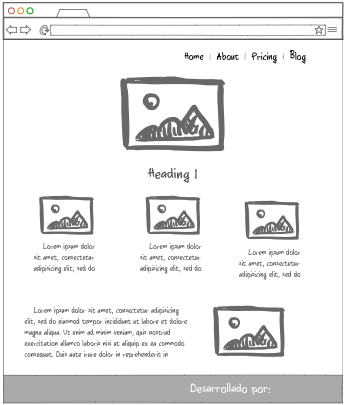 Home | About | Pricing | Blog
Heading 1
Lorem ipsum dolor
sit amet, consectetur
adipisicing elit, sed do
Lorem ipsum dolor
sit amet, consectetur
adipisicing elit, sed do
Lorem ipsum dolor
sit amet, consectetur
adipisicing elit, sed do
Lorem ipsum dolor sit amet, consectetur adipisicing
elit, sed do eiusmod tempor incididunt ut labore et dolore
magna aliqua. Ut enim ad minim veniam, quis nostrud
exercitation ullamco laboris nisi ut aliquip ex ea commodo
consequat. Duis aute irure dolor in reprehenderit in
Desarrollado por: